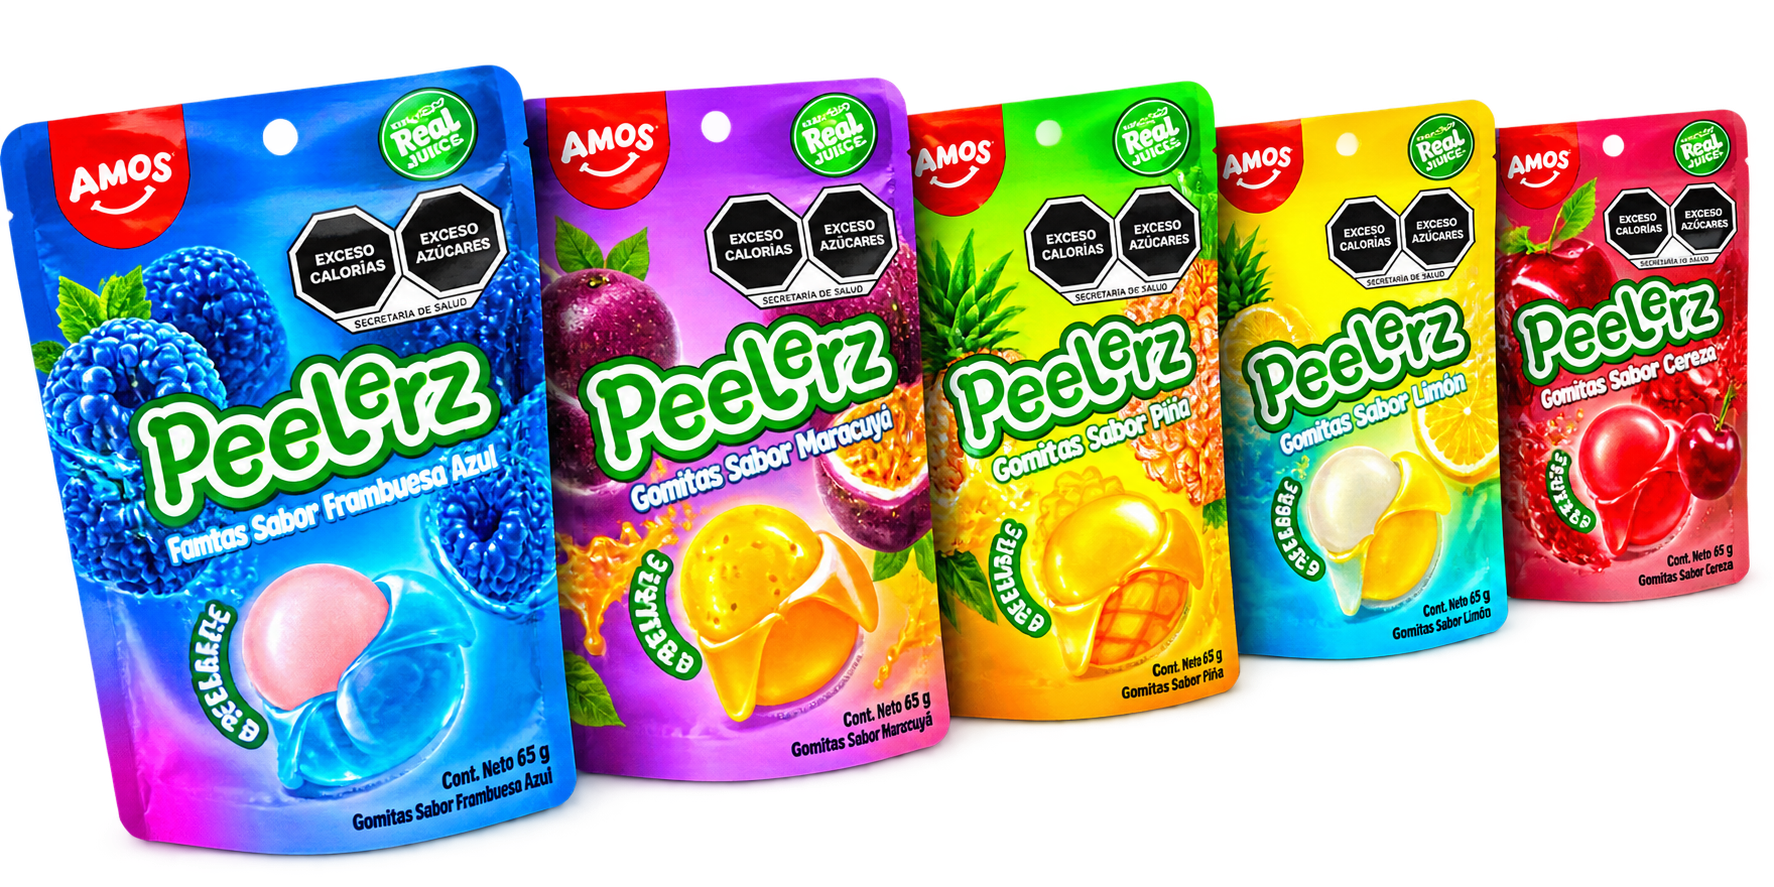 AMOS
Real
JUICE
EXCESO
CALORÍAS
EXCESO
AZÚCARES
SECRETARÍA DE SALUD
Peelerz
Famtas Sabor Frambuesa Azul
Cont. Neto 65 g
Gomitas Sabor Frambuesa Azul
AMOS
Real
JUICE
EXCESO
CALORÍAS
EXCESO
AZÚCARES
SECRETARÍA DE SALUD
Peelerz
Gomitas Sabor Maracuyá
Cont. Neto 65 g
Gomitas Sabor Maracuyá
AMOS
Real
JUICE
EXCESO
CALORÍAS
EXCESO
AZÚCARES
SECRETARÍA DE SALUD
Peelerz
Gomitas Sabor Piña
Cont. Neto 65 g
Gomitas Sabor Piña
AMOS
Real
JUICE
EXCESO
CALORÍAS
EXCESO
AZÚCARES
SECRETARÍA DE SALUD
Peelerz
Gomitas Sabor Limón
Cont. Neto 65 g
Gomitas Sabor Limón
AMOS
Real
JUICE
EXCESO
CALORÍAS
EXCESO
AZÚCARES
SECRETARÍA DE SALUD
Peelerz
Gomitas Sabor Cereza
Cont. Neto 65 g
Gomitas Sabor Cereza